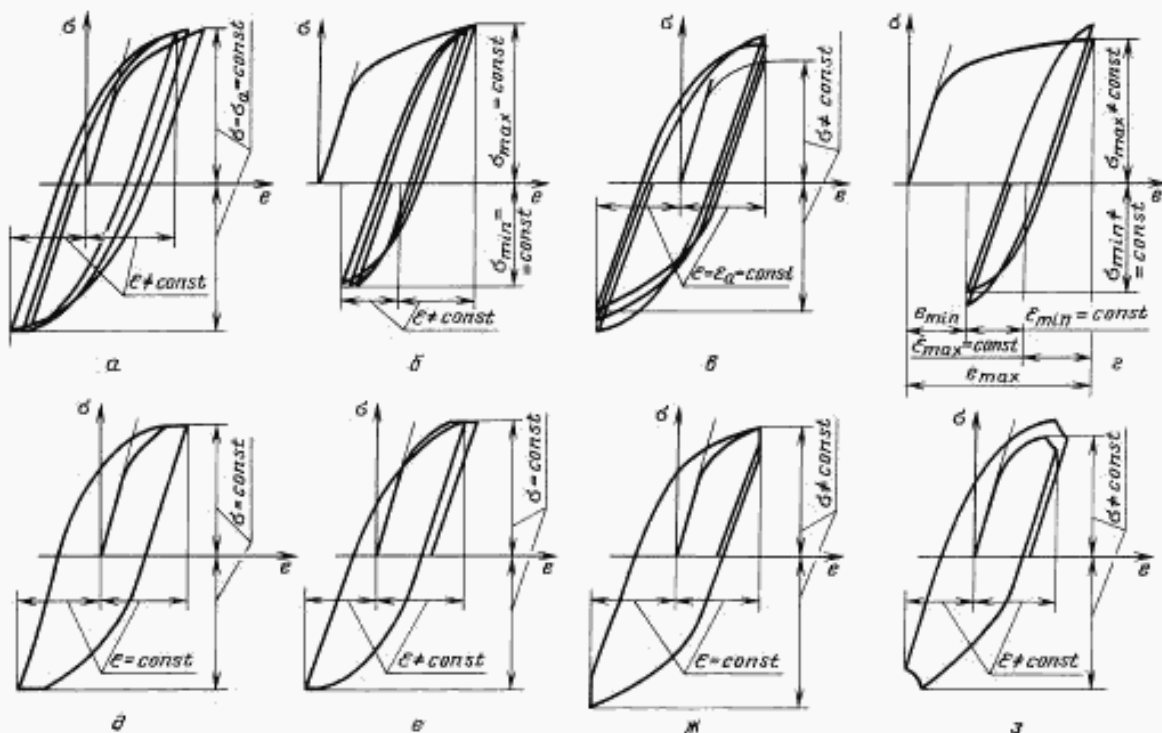 σ
e
σ=σa=const
ε≠const
а
σ
e
σmax=const
σmin=
=const
ε≠const
б
σ
e
σ≠const
ε=εa=const
в
σ
e
σmax≠const
σmin≠
=const
emin
εmin=const
εmax=const
emax
г
σ
e
σ=const
ε=const
д
σ
e
σ=const
ε≠const
е
σ
e
σ≠const
ε=const
ж
σ
e
σ≠const
ε≠const
з